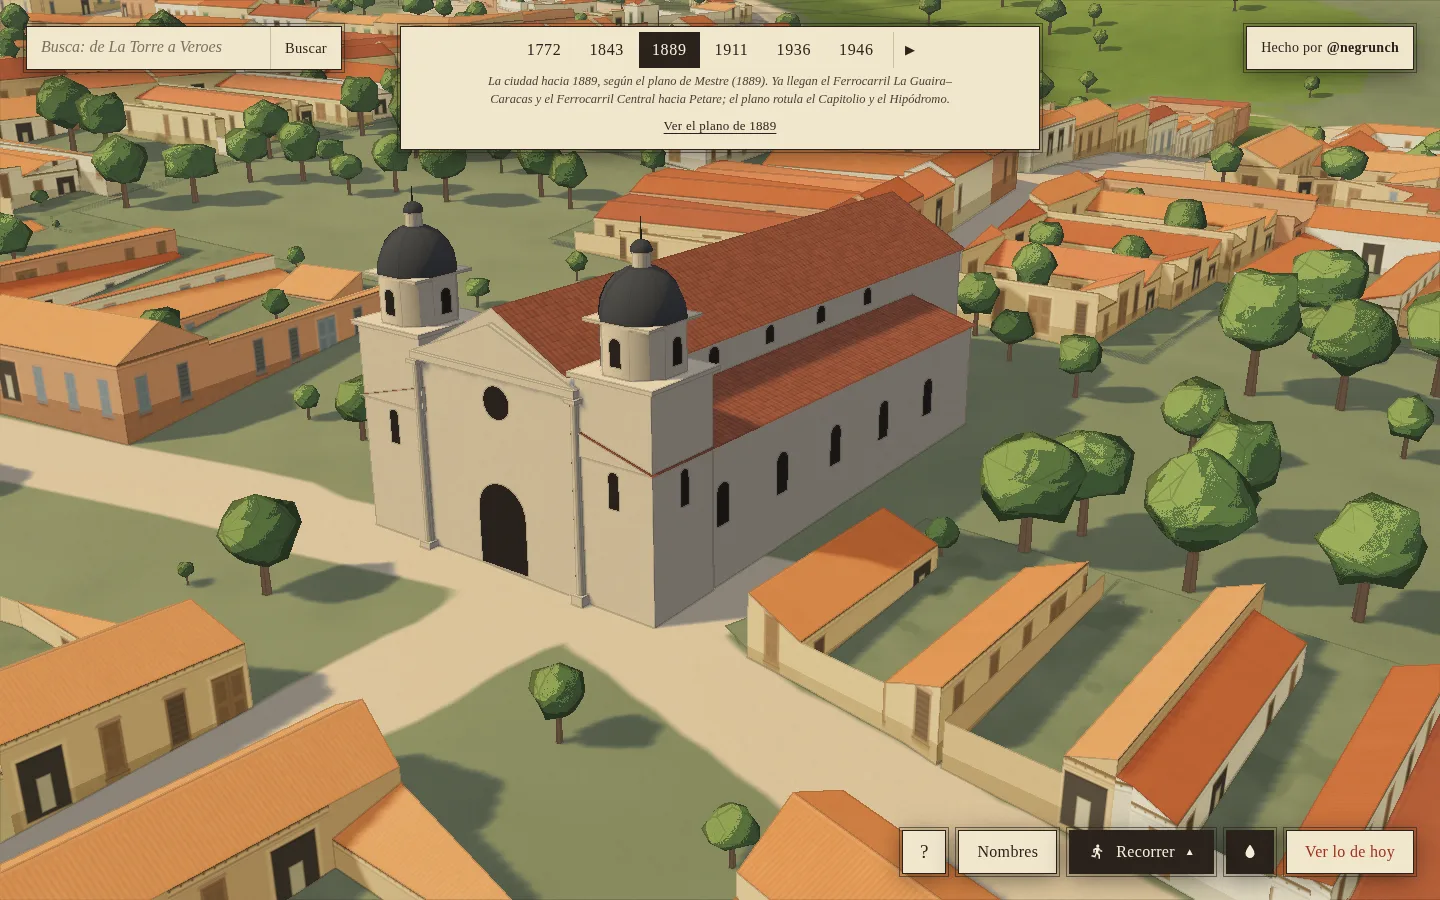 Busca: de La Torre a Veroes
Buscar
1772 1843 1889 1911 1936 1946 ▶
La ciudad hacia 1889, según el plano de Mestre (1889). Ya llegan el Ferrocarril La Guaira–
Caracas y el Ferrocarril Central hacia Petare; el plano rotula el Capitolio y el Hipódromo.
Ver el plano de 1889
Hecho por @negrunch
?
Nombres
Recorrer ▲
Ver lo de hoy